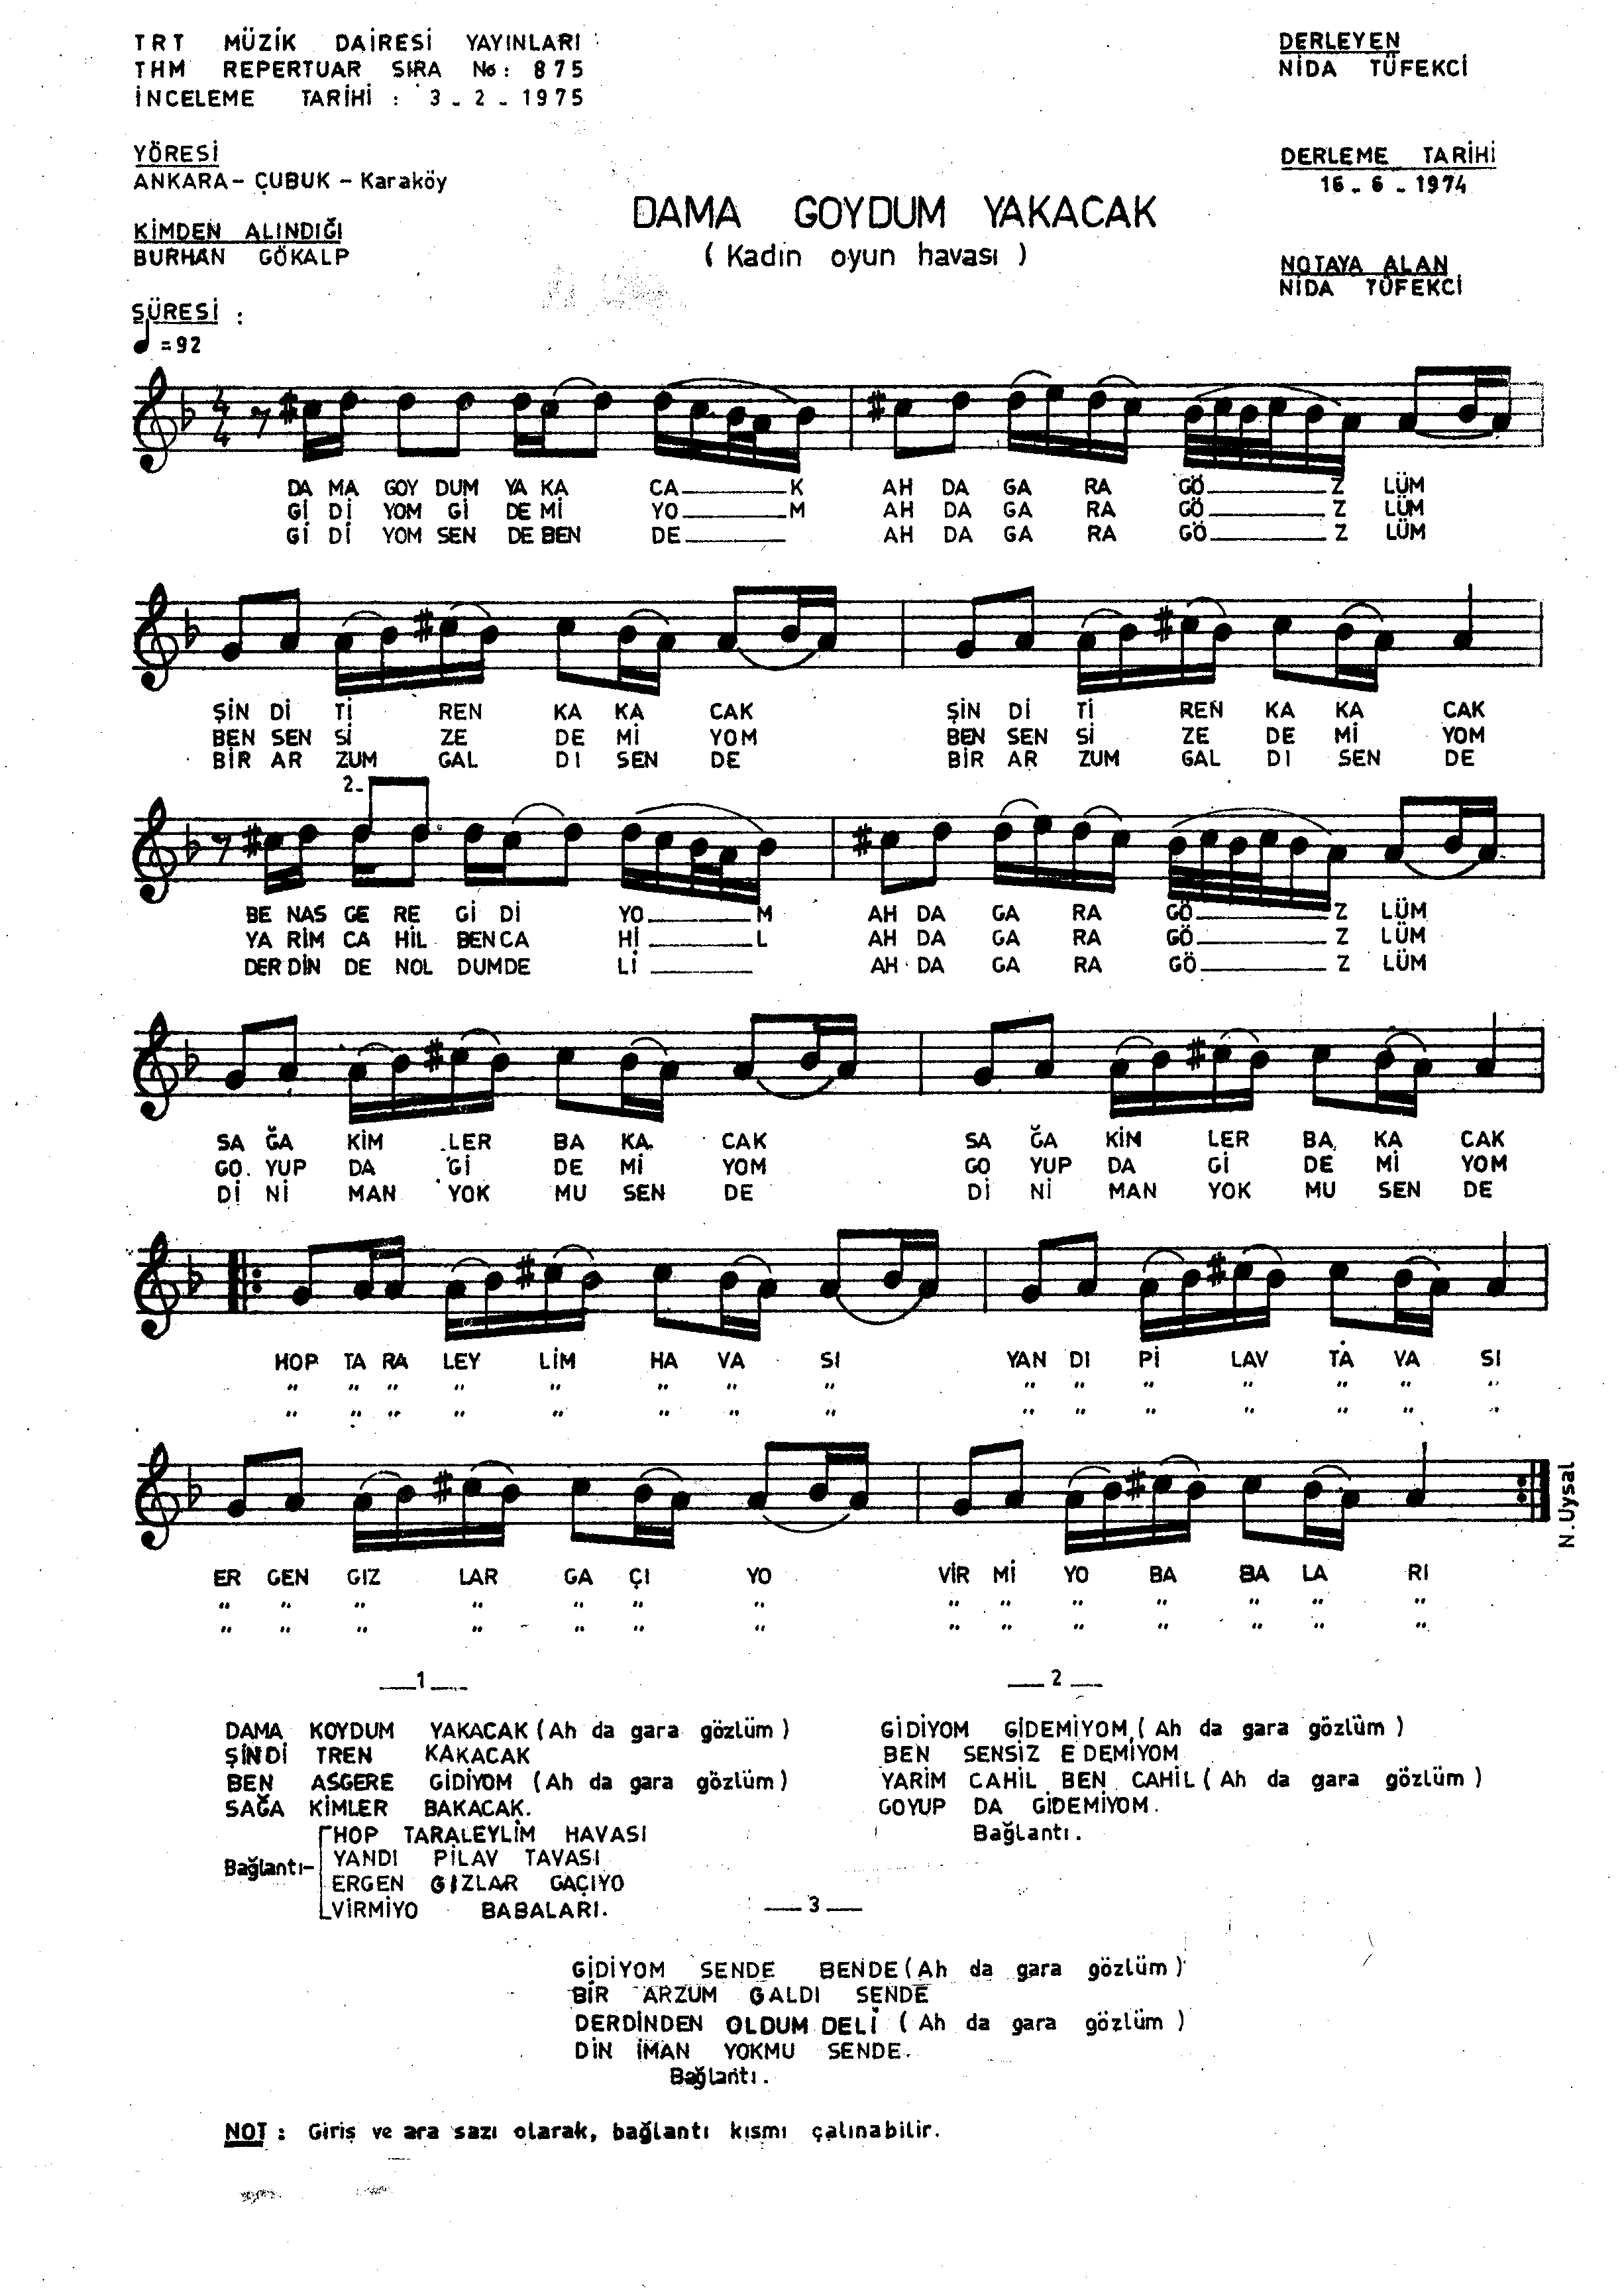 TRT MÜZİK DAİRESİ YAYINLARI
THM REPERTUAR SIRA No: 875
İNCELEME TARİHİ : 3-2-1975
DERLEYEN
NİDA TÜFEKCİ
YÖRESİ
ANKARA-ÇUBUK-Karaköy
DERLEME TARİHİ
16-6-1974
DAMA GOYDUM YAKACAK
(Kadın oyun havası)
KİMDEN ALINDIĞI
BURHAN GÖKALP
NOTAYA ALAN
NİDA TÜFEKCİ
SÜRESİ :
=92
4
4
DA MA GOY DUM YA KA CA____K AH DA GA RA GÖ____Z LÜM
Gİ Dİ YOM Gİ DE Mİ YO____M AH DA GA RA GÖ____Z LÜM
Gİ Dİ YOM SEN DE BEN DE____ AH DA GA RA GÖ____Z LÜM
ŞİN Dİ Tİ REN KA KA CAK ŞİN Dİ Tİ REN KA KA CAK
BEN SEN Sİ ZE DE Mİ YOM BEN SEN Sİ ZE DE Mİ YOM
BİR AR ZUM GAL DI SEN DE BİR AR ZUM GAL DI SEN DE
2-
BE NAS GE RE Gİ Dİ YO____M AH DA GA RA GÖ____Z LÜM
YA RİM CA HİL BEN CA Hİ____L AH DA GA RA GÖ____Z LÜM
DER DİN DE NOL DUM DE Lİ____ AH DA GA RA GÖ____Z LÜM
SA ĞA KİM LER BA KA CAK SA ĞA KİM LER BA KA CAK
GO YUP DA Gİ DE Mİ YOM GO YUP DA Gİ DE Mİ YOM
Dİ Nİ MAN YOK MU SEN DE Dİ Nİ MAN YOK MU SEN DE
HOP TA RA LEY LİM HA VA SI YAN DI Pİ LAV TA VA SI
" " " " " " " " " " " " " " "
" " " " " " " " " " " " " " "
N. Uysal
ER GEN GIZ LAR GA ÇI YO VİR Mİ YO BA BA LA RI
" " " " " " " " " " " " " "
" " " " " " " " " " " " " "
__1__
DAMA KOYDUM YAKACAK (Ah da gara gözlüm)
ŞİNDİ TREN KAKACAK
BEN ASGERE GİDİYOM (Ah da gara gözlüm)
SAĞA KİMLER BAKACAK.
Bağlantı-
HOP TARALEYLİM HAVASI
YANDI PİLAV TAVASI
ERGEN GIZLAR GAÇIYO
VİRMİYO BABALARI.
__2__
GİDİYOM GİDEMİYOM, (Ah da gara gözlüm)
BEN SENSİZ EDEMİYOM
YARİM CAHİL BEN CAHİL (Ah da gara gözlüm)
GOYUP DA GİDEMİYOM.
Bağlantı.
__3__
GİDİYOM SENDE BENDE (Ah da gara gözlüm)
BİR ARZUM GALDI SENDE
DERDİNDEN OLDUM DELİ (Ah da gara gözlüm)
DİN İMAN YOKMU SENDE.
Bağlantı.
NOT : Giriş ve ara sazı olarak, bağlantı kısmı çalınabilir.